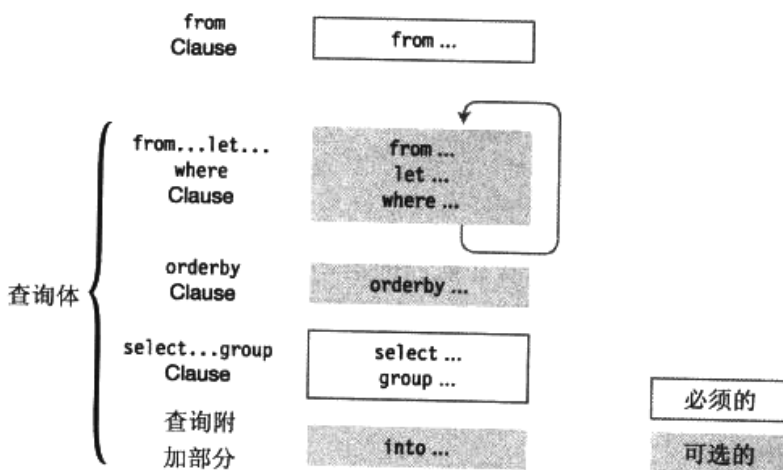 from
Clause
from ...
from...let...
where
Clause
from ...
let ...
where ...
orderby
Clause
orderby ...
查询体
select...group
Clause
select ...
group ...
查询附
加部分
into ...
必须的
可选的